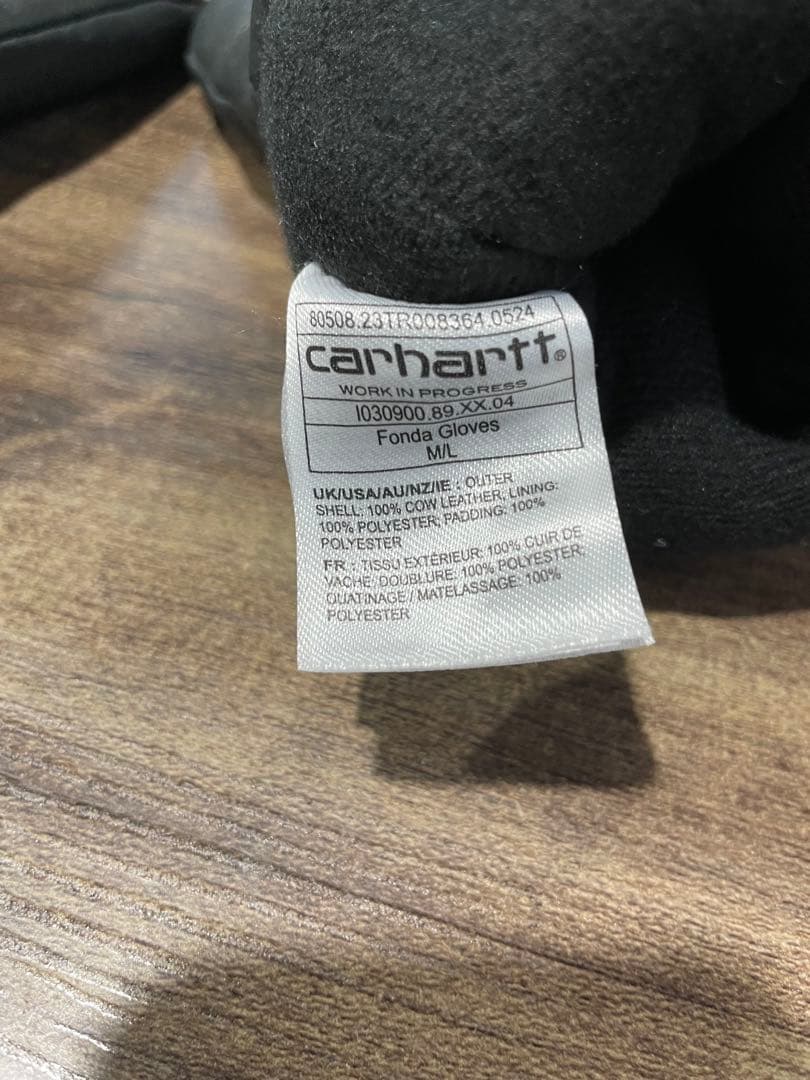 80508.23TR008364.0524
carhartt®
WORK IN PROGRESS
I030900.89.XX.04
Fonda Gloves
M/L
UK/USA/AU/NZ/IE : OUTER
SHELL: 100% COW LEATHER; LINING:
100% POLYESTER; PADDING: 100%
POLYESTER
FR : TISSU EXTÉRIEUR: 100% CUIR DE
VACHE; DOUBLURE: 100% POLYESTER;
OUATINAGE / MATELASSAGE: 100%
POLYESTER